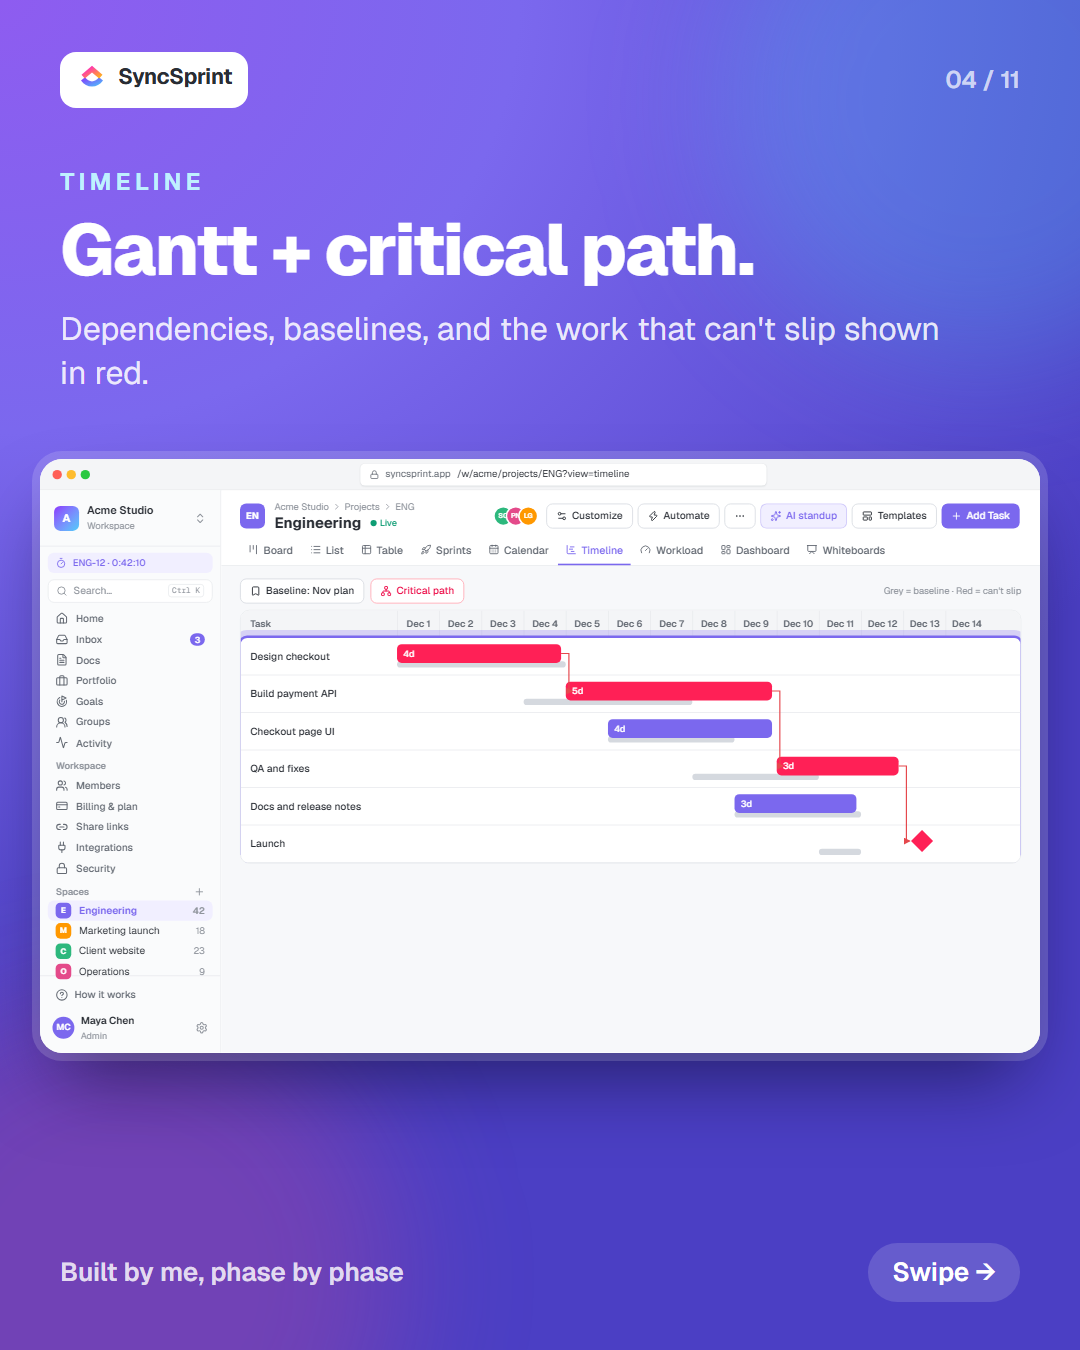 SyncSprint
04 / 11
TIMELINE
Gantt + critical path.
Dependencies, baselines, and the work that can't slip shown
in red.
syncsprint.app /w/acme/projects/ENG?view=timeline
A
Acme Studio
Workspace
ENG-12 · 0:42:10
Search...
Ctrl K
Home
Inbox 3
Docs
Portfolio
Goals
Groups
Activity
Workspace
Members
Billing & plan
Share links
Integrations
Security
Spaces +
E Engineering 42
M Marketing launch 18
C Client website 23
O Operations 9
How it works
MC
Maya Chen
Admin
EN
Acme Studio > Projects > ENG
Engineering
Live
LG
Customize
Automate
...
AI standup
Templates
+ Add Task
Board
List
Table
Sprints
Calendar
Timeline
Workload
Dashboard
Whiteboards
Baseline: Nov plan
Critical path
Grey = baseline · Red = can't slip
Task Dec 1 Dec 2 Dec 3 Dec 4 Dec 5 Dec 6 Dec 7 Dec 8 Dec 9 Dec 10 Dec 11 Dec 12 Dec 13 Dec 14
Design checkout 4d
Build payment API 5d
Checkout page UI 4d
QA and fixes 3d
Docs and release notes 3d
Launch
Built by me, phase by phase
Swipe →